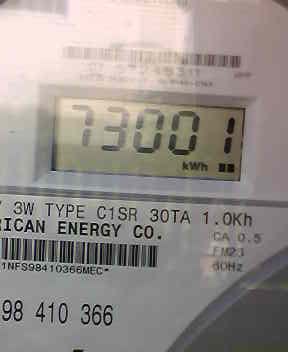 73001
kWh
3W TYPE C1SR 30TA 1.0Kh
RICAN ENERGY CO.
CA 0.5
FM23
60Hz
1NFS98410366MEC*
98 410 366